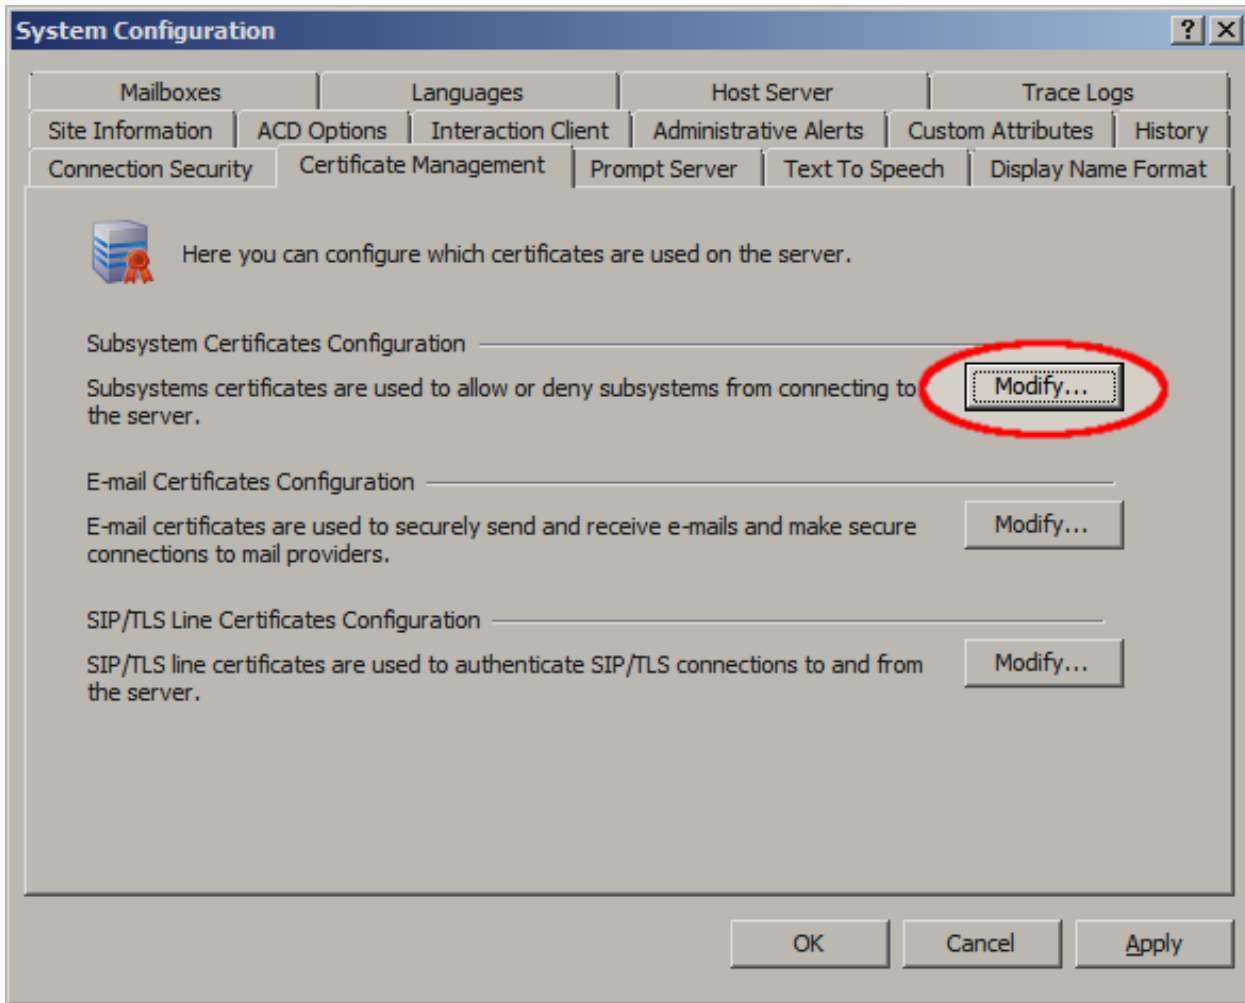 System Configuration
Mailboxes Languages Host Server Trace Logs
Site Information ACD Options Interaction Client Administrative Alerts Custom Attributes History
Connection Security Certificate Management Prompt Server Text To Speech Display Name Format
Here you can configure which certificates are used on the server.
Subsystem Certificates Configuration
Subsystems certificates are used to allow or deny subsystems from connecting to
the server.
Modify...
E-mail Certificates Configuration
E-mail certificates are used to securely send and receive e-mails and make secure
connections to mail providers.
Modify...
SIP/TLS Line Certificates Configuration
SIP/TLS line certificates are used to authenticate SIP/TLS connections to and from
the server.
Modify...
OK Cancel Apply